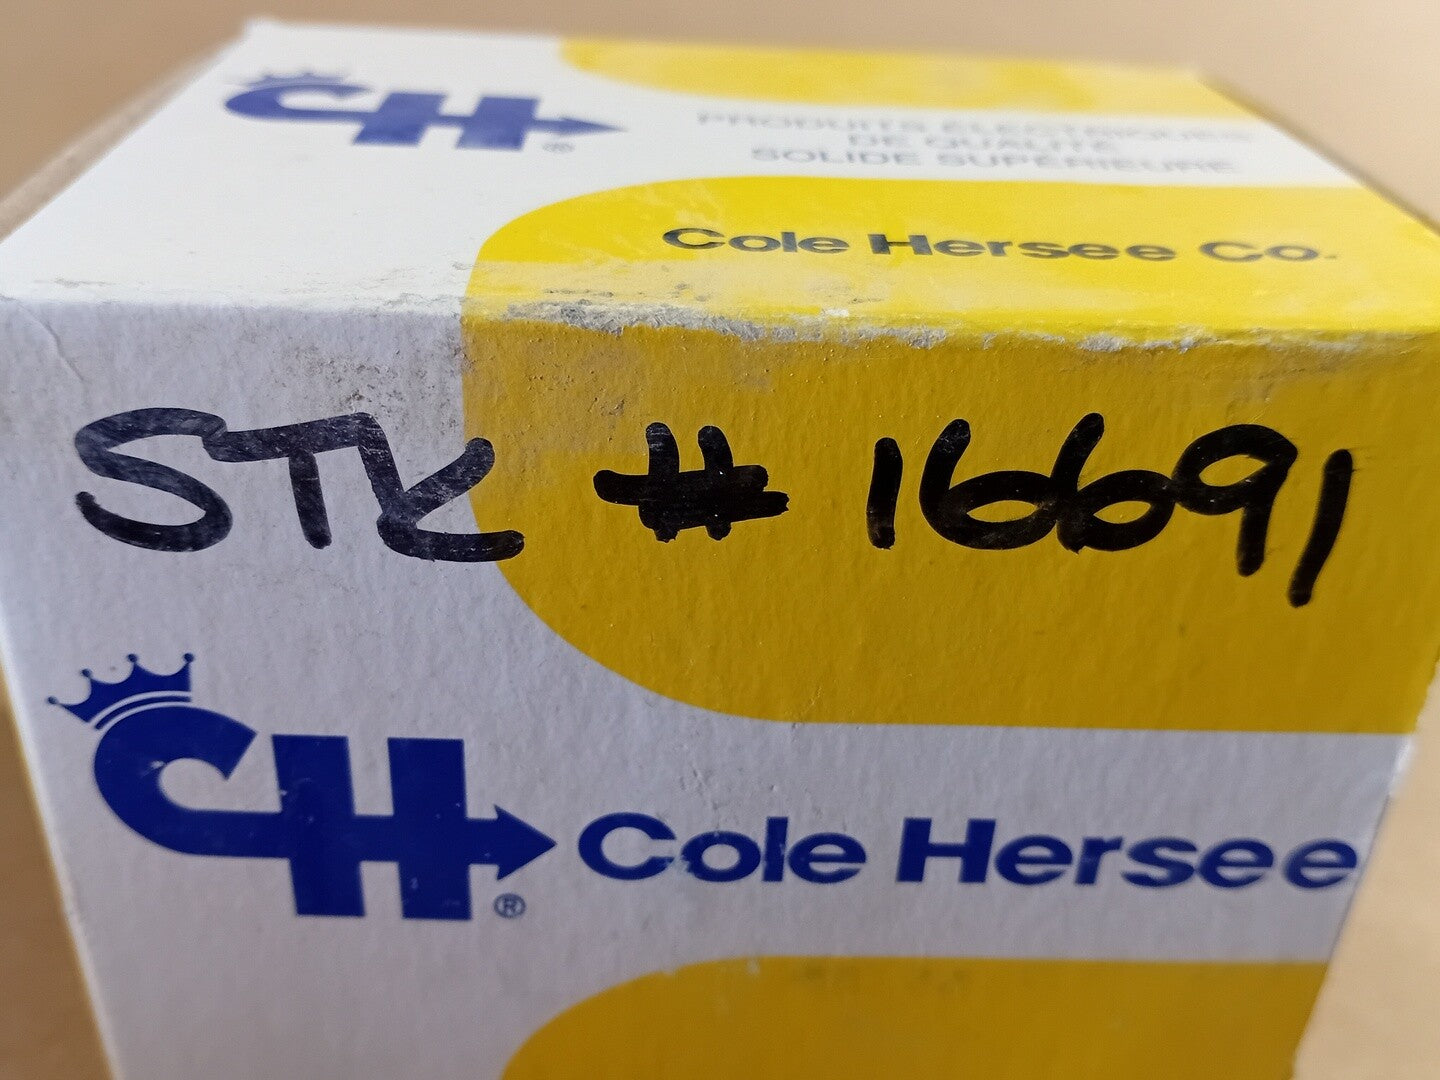 CH®
PRODUITS ÉLECTRIQUES
DE QUALITÉ
SOLIDE SUPÉRIEURE
Cole Hersee Co.
STK # 16691
CH®
Cole Hersee